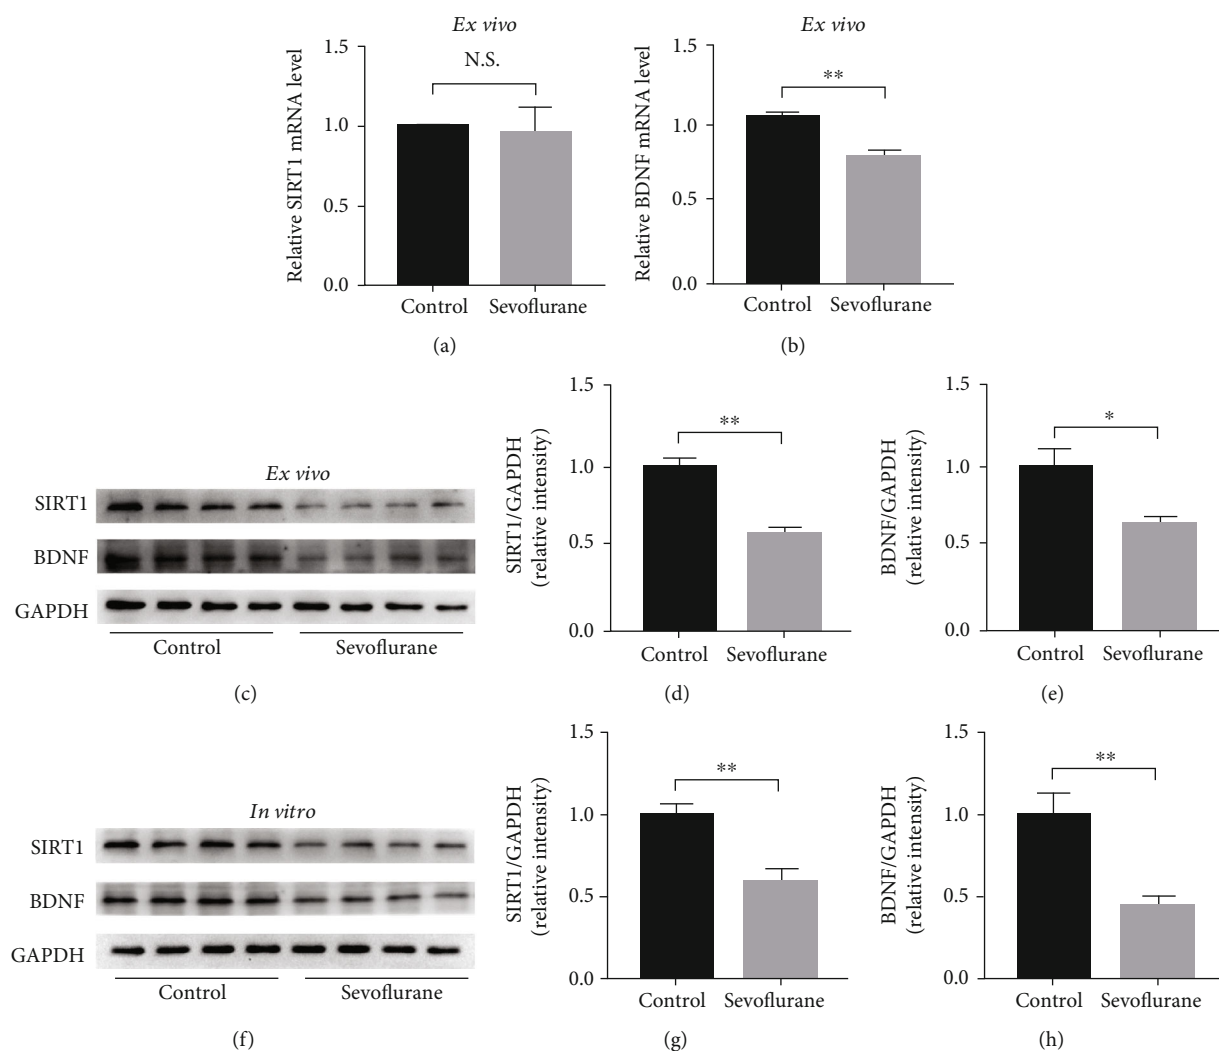 Ex vivo
Relative SIRT1 mRNA level
1.5
1.0
0.5
0.0
N.S.
Control Sevoflurane
(a)
Ex vivo
Relative BDNF mRNA level
1.5
1.0
0.5
0.0
**
Control Sevoflurane
(b)
Ex vivo
SIRT1
BDNF
GAPDH
Control Sevoflurane
(c)
SIRT1/GAPDH
(relative intensity)
1.5
1.0
0.5
0.0
**
Control Sevoflurane
(d)
BDNF/GAPDH
(relative intensity)
1.5
1.0
0.5
0.0
*
Control Sevoflurane
(e)
In vitro
SIRT1
BDNF
GAPDH
Control Sevoflurane
(f)
SIRT1/GAPDH
(relative intensity)
1.5
1.0
0.5
0.0
**
Control Sevoflurane
(g)
BDNF/GAPDH
(relative intensity)
1.5
1.0
0.5
0.0
**
Control Sevoflurane
(h)